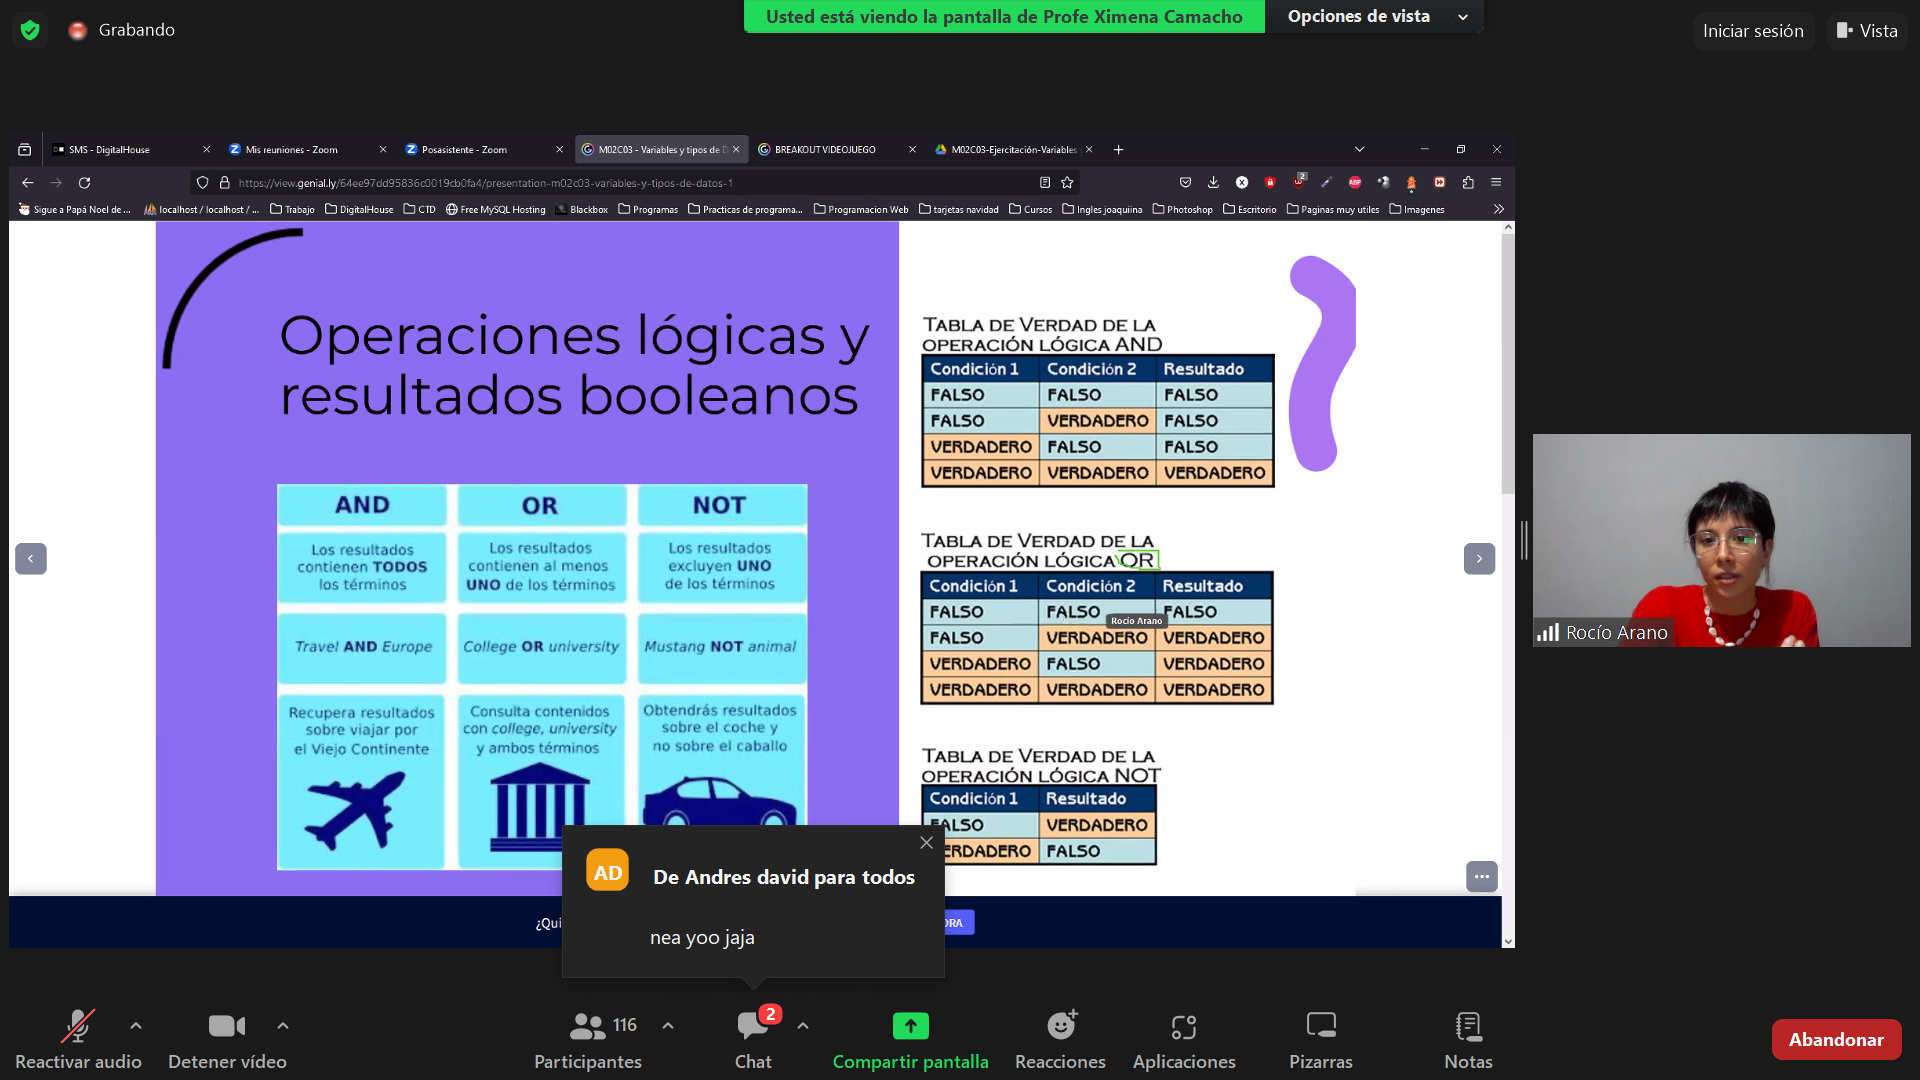 Grabando
Usted está viendo la pantalla de Profe Ximena Camacho
Opciones de vista
Iniciar sesión
Vista
SMS - DigitalHouse
Mis reuniones - Zoom
Posasistente - Zoom
M02C03 - Variables y tipos de D
BREAKOUT VIDEOJUEGO
M02C03-Ejercitación-Variables y
https://view.genial.ly/64ee97dd95836c0019cb0fa4/presentation-m02c03-variables-y-tipos-de-datos-1
2
ABP
Sigue a Papá Noel de ...
localhost / localhost / ...
Trabajo
DigitalHouse
CTD
Free MySQL Hosting
Blackbox
Programas
Practicas de programa...
Programacion Web
tarjetas navidad
Cursos
Ingles joaquiina
Photoshop
Escritorio
Paginas muy utiles
Imagenes
Operaciones lógicas y
resultados booleanos
AND
OR
NOT
Los resultados
contienen TODOS
los términos
Los resultados
contienen al menos
UNO de los términos
Los resultados
excluyen UNO
de los términos
Travel AND Europe
College OR university
Mustang NOT animal
Recupera resultados
sobre viajar por
el Viejo Continente
Consulta contenidos
con college, university
y ambos términos
Obtendrás resultados
sobre el coche y
no sobre el caballo
TABLA DE VERDAD DE LA
OPERACIÓN LÓGICA AND
Condición 1 Condición 2 Resultado
FALSO FALSO FALSO
FALSO VERDADERO FALSO
VERDADERO FALSO FALSO
VERDADERO VERDADERO VERDADERO
TABLA DE VERDAD DE LA
OPERACIÓN LÓGICA OR
Condición 1 Condición 2 Resultado
FALSO FALSO FALSO
Rocío Arano
FALSO VERDADERO VERDADERO
VERDADERO FALSO VERDADERO
VERDADERO VERDADERO VERDADERO
TABLA DE VERDAD DE LA
OPERACIÓN LÓGICA NOT
Condición 1 Resultado
FALSO VERDADERO
ERDADERO FALSO
¿Qui
ORA
AD
De Andres david para todos
nea yoo jaja
Rocío Arano
Reactivar audio
Detener vídeo
116
Participantes
2
Chat
Compartir pantalla
Reacciones
Aplicaciones
Pizarras
Notas
Abandonar